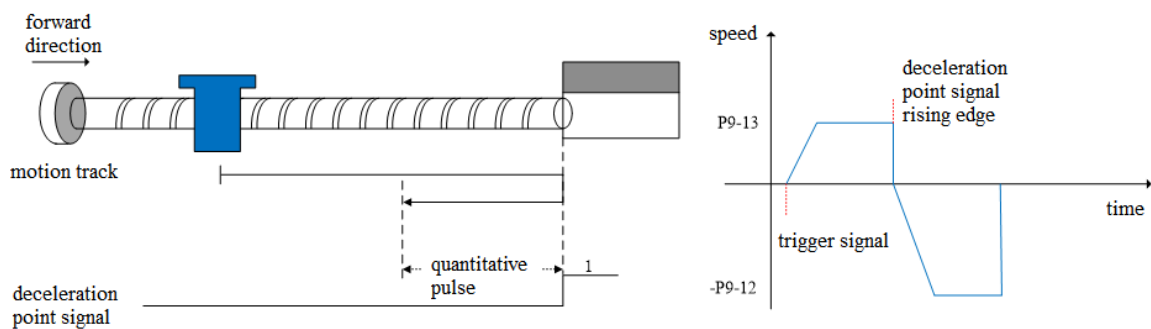 forward
direction
motion track
quantitative
pulse
1
deceleration
point signal
speed
deceleration
point signal
rising edge
P9-13
time
trigger signal
-P9-12